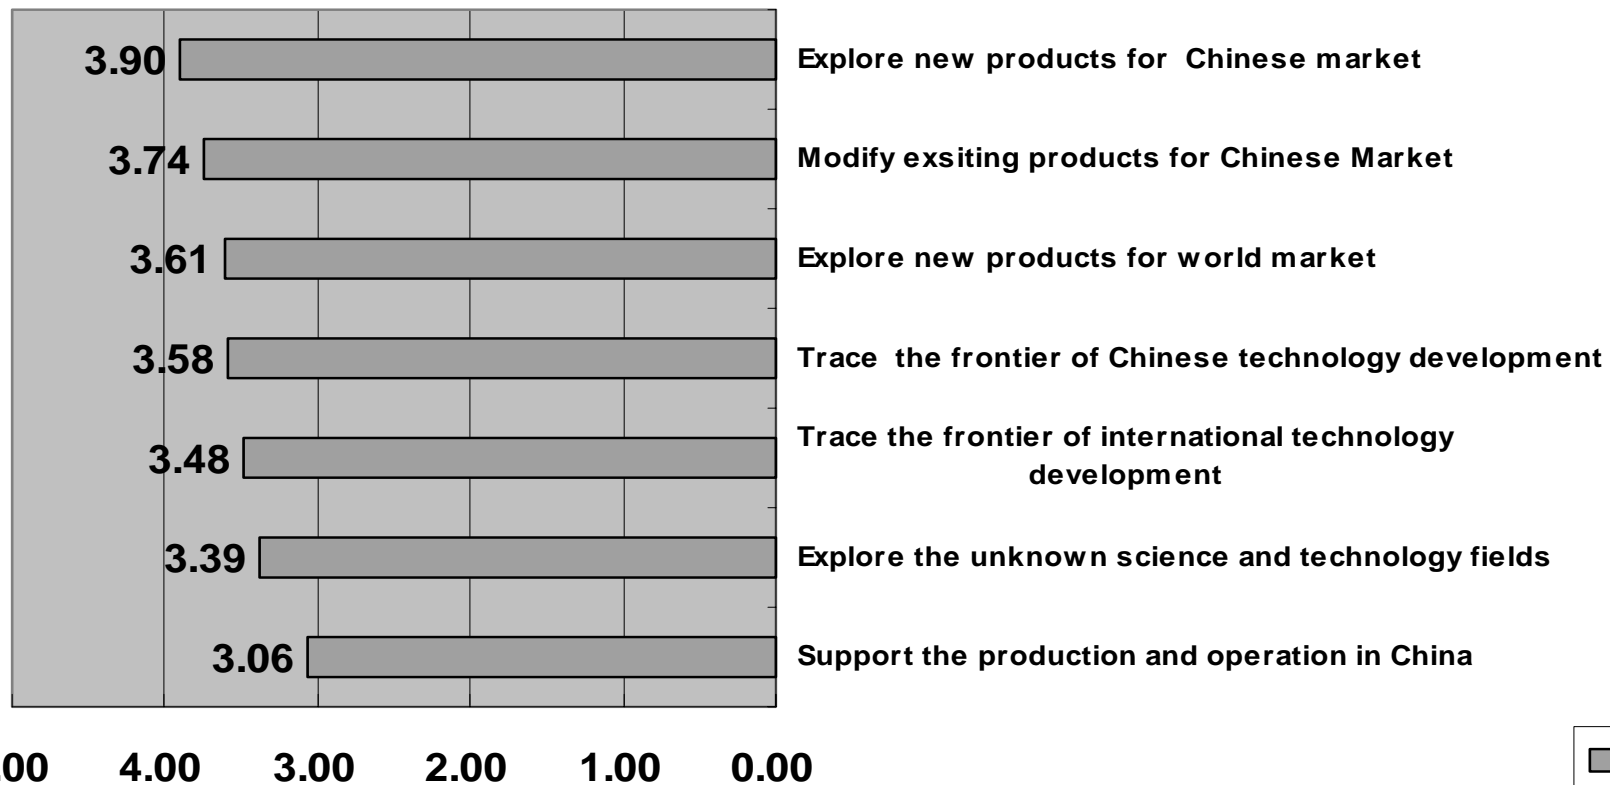 3.90 Explore new products for Chinese market
3.74 Modify exsiting products for Chinese Market
3.61 Explore new products for world market
3.58 Trace the frontier of Chinese technology development
3.48 Trace the frontier of international technology
development
3.39 Explore the unknown science and technology fields
3.06 Support the production and operation in China
.00 4.00 3.00 2.00 1.00 0.00